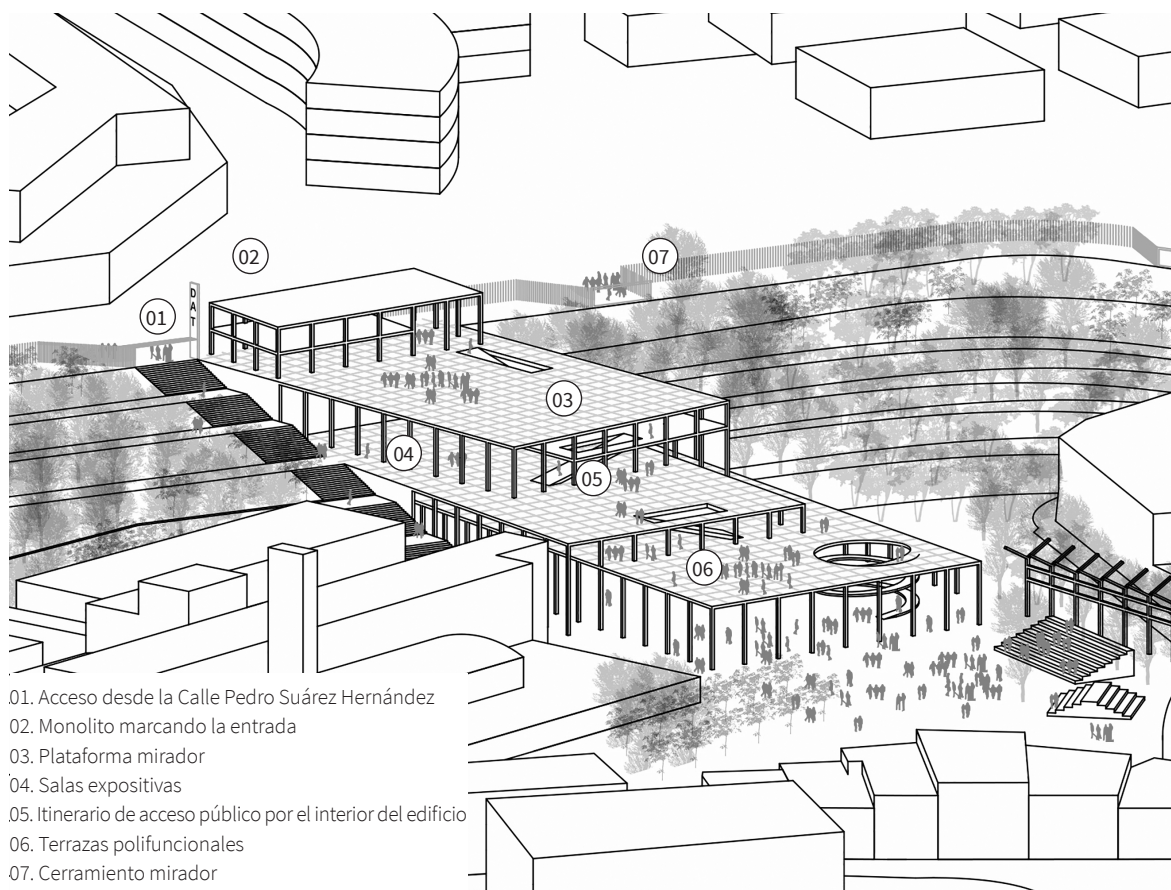 02
07
01
DAT
03
04
05
06
01. Acceso desde la Calle Pedro Suárez Hernández
02. Monolito marcando la entrada
03. Plataforma mirador
04. Salas expositivas
05. Itinerario de acceso público por el interior del edificio
06. Terrazas polifuncionales
07. Cerramiento mirador